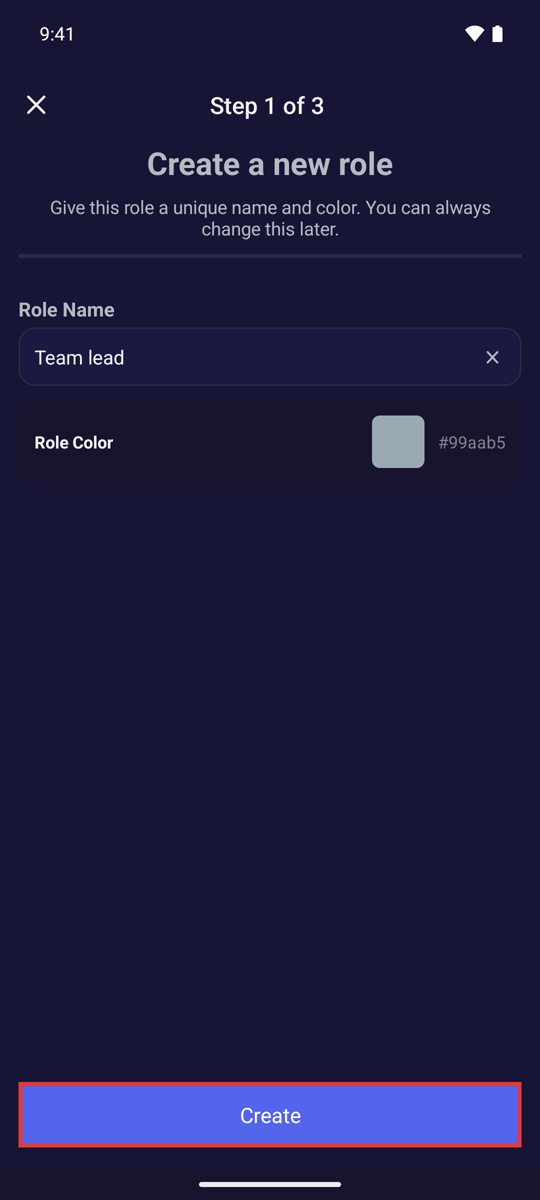 9:41
Step 1 of 3
Create a new role
Give this role a unique name and color. You can always
change this later.
Role Name
Team lead
Role Color
#99aab5
Create